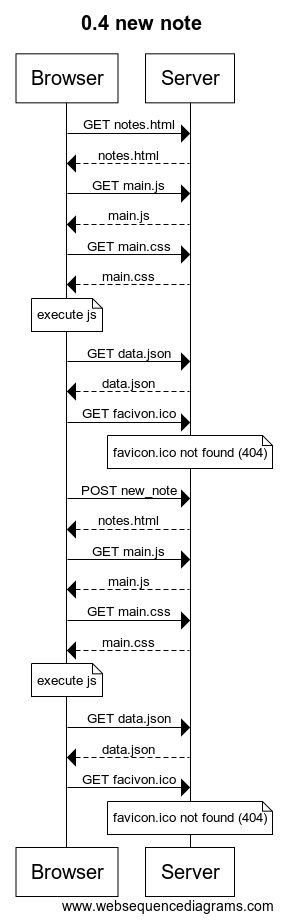 0.4 new note
Browser Server
GET notes.html
notes.html
GET main.js
main.js
GET main.css
main.css
execute js
GET data.json
data.json
GET facivon.ico
favicon.ico not found (404)
POST new_note
notes.html
GET main.js
main.js
GET main.css
main.css
execute js
GET data.json
data.json
GET facivon.ico
favicon.ico not found (404)
Browser Server
www.websequencediagrams.com